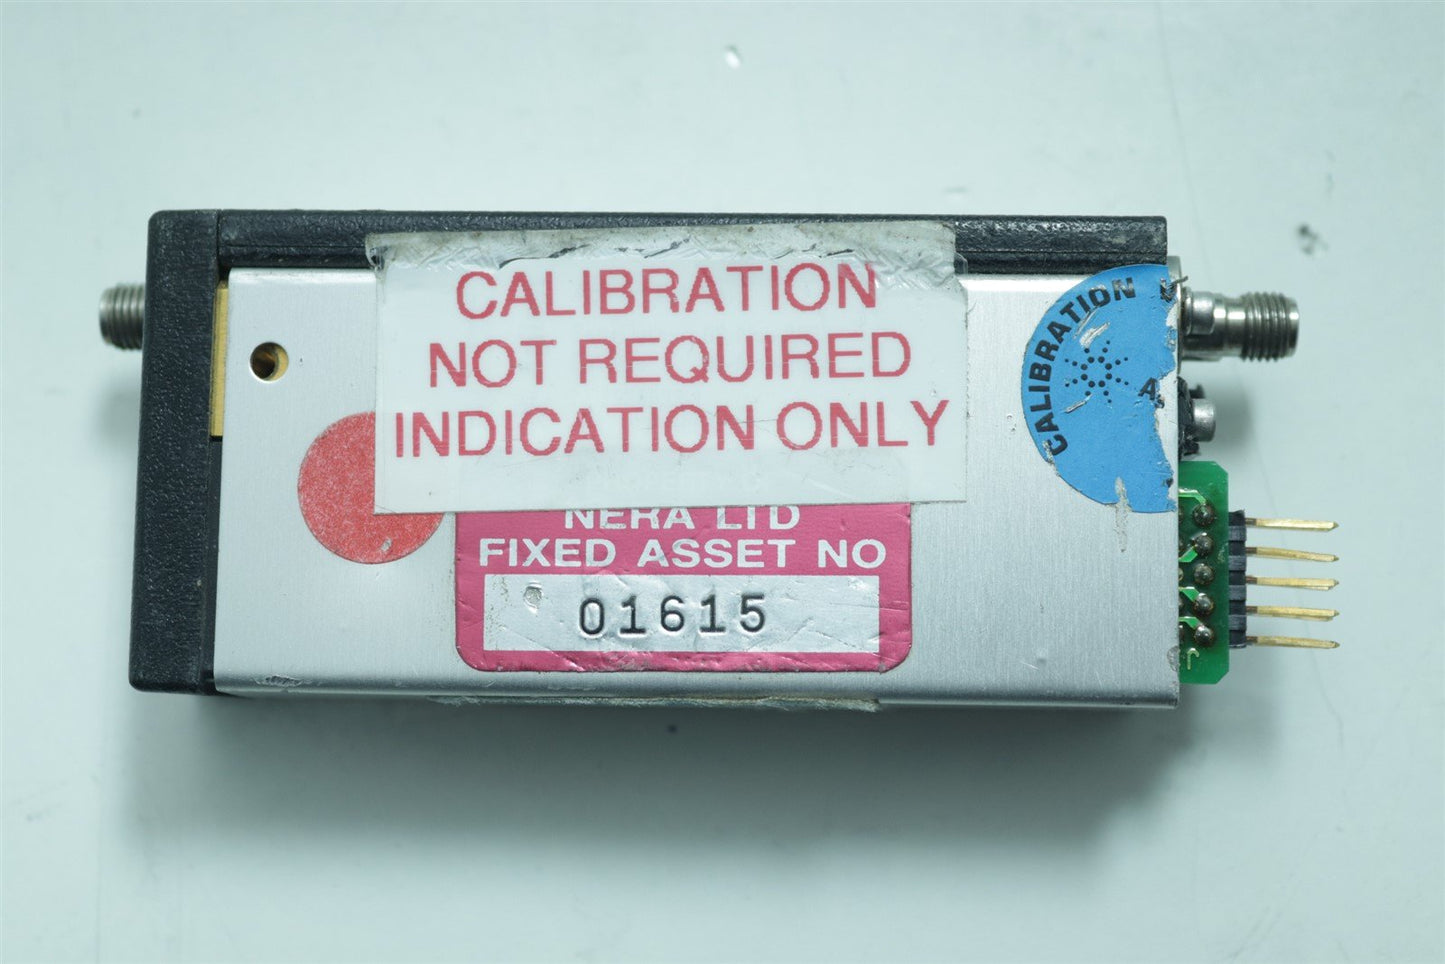 CALIBRATION
NOT REQUIRED
INDICATION ONLY
NERA LTD
FIXED ASSET NO
01615
CALIBRATION